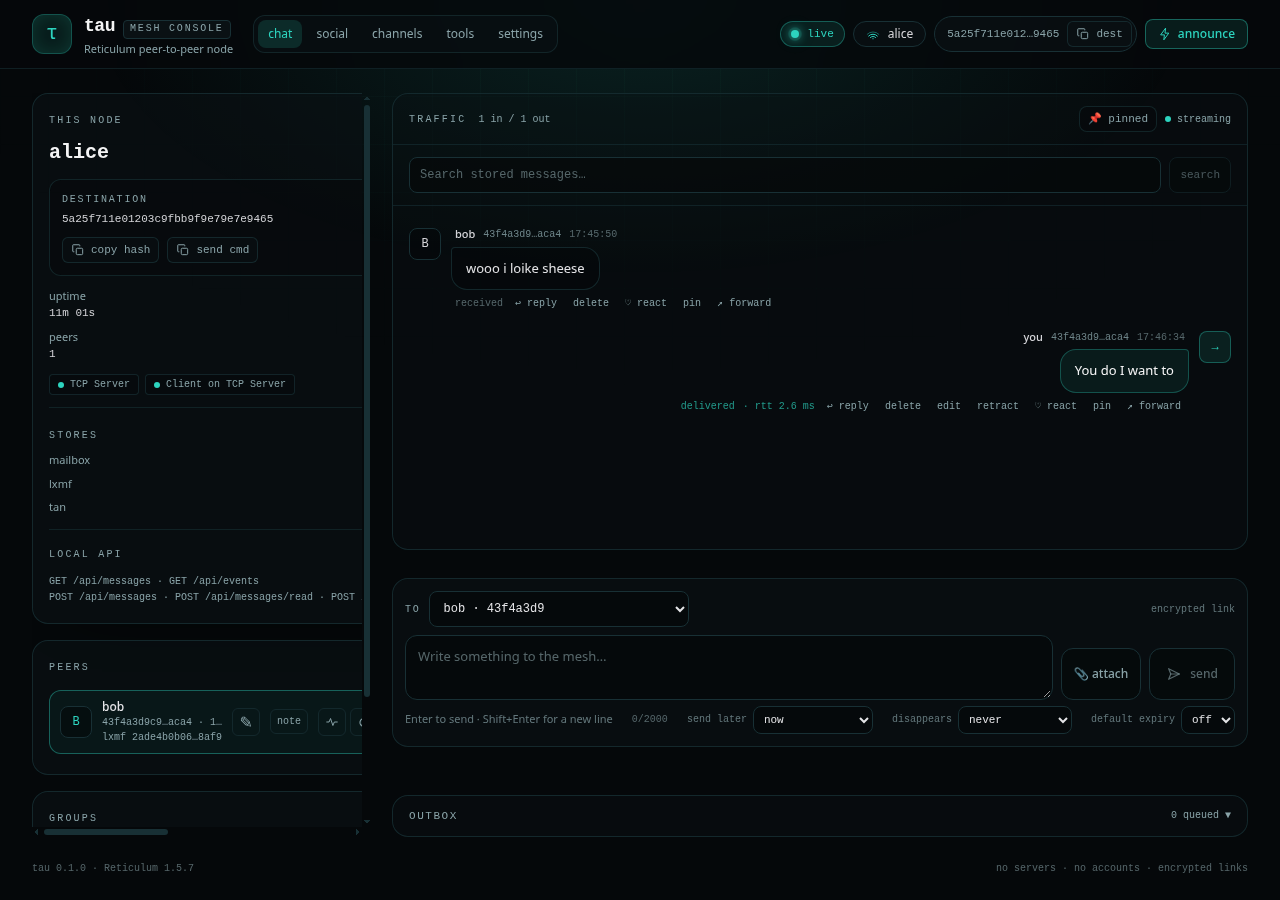 τ
tau MESH CONSOLE
Reticulum peer-to-peer node
chat social channels tools settings
live
alice
5a25f711e012…9465 dest
announce
THIS NODE
alice
DESTINATION
5a25f711e01203c9fbb9f9e79e7e9465
copy hash send cmd
uptime
11m 01s
peers
1
TCP Server Client on TCP Server
STORES
mailbox
lxmf
tan
LOCAL API
GET /api/messages · GET /api/events
POST /api/messages · POST /api/messages/read · POST
PEERS
B
bob
43f4a3d9c9…aca4 · 1…
lxmf 2ade4b0b06…8af9
note
GROUPS
TRAFFIC 1 in / 1 out
pinned streaming
Search stored messages…
search
B
bob 43f4a3d9…aca4 17:45:50
wooo i loike sheese
received ↩ reply delete ♡ react pin ↗ forward
you 43f4a3d9…aca4 17:46:34
→
You do I want to
delivered · rtt 2.6 ms ↩ reply delete edit retract ♡ react pin ↗ forward
TO bob · 43f4a3d9
encrypted link
Write something to the mesh…
attach
send
Enter to send · Shift+Enter for a new line 0/2000 send later now disappears never default expiry off
OUTBOX
0 queued ▼
tau 0.1.0 · Reticulum 1.5.7
no servers · no accounts · encrypted links